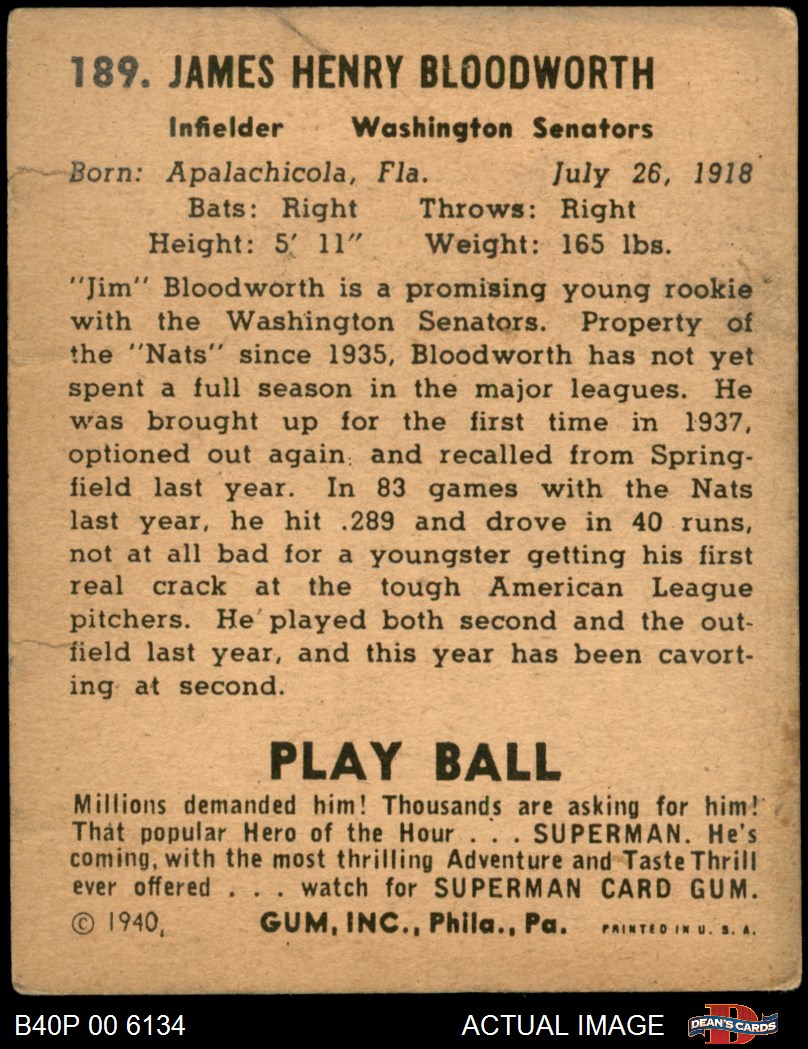 189. JAMES HENRY BLOODWORTH
Infielder Washington Senators
Born: Apalachicola, Fla. July 26, 1918
Bats: Right Throws: Right
Height: 5′ 11″ Weight: 165 lbs.
"Jim" Bloodworth is a promising young rookie
with the Washington Senators. Property of
the "Nats" since 1935, Bloodworth has not yet
spent a full season in the major leagues. He
was brought up for the first time in 1937,
optioned out again and recalled from Spring-
field last year. In 83 games with the Nats
last year, he hit .289 and drove in 40 runs,
not at all bad for a youngster getting his first
real crack at the tough American League
pitchers. He played both second and the out-
field last year, and this year has been cavort-
ing at second.
PLAY BALL
Millions demanded him! Thousands are asking for him!
That popular Hero of the Hour . . . SUPERMAN. He's
coming, with the most thrilling Adventure and Taste Thrill
ever offered . . . watch for SUPERMAN CARD GUM.
© 1940, GUM, INC., Phila., Pa. PRINTED IN U. S. A.
B40P 00 6134 ACTUAL IMAGE D DEAN'S CARDS